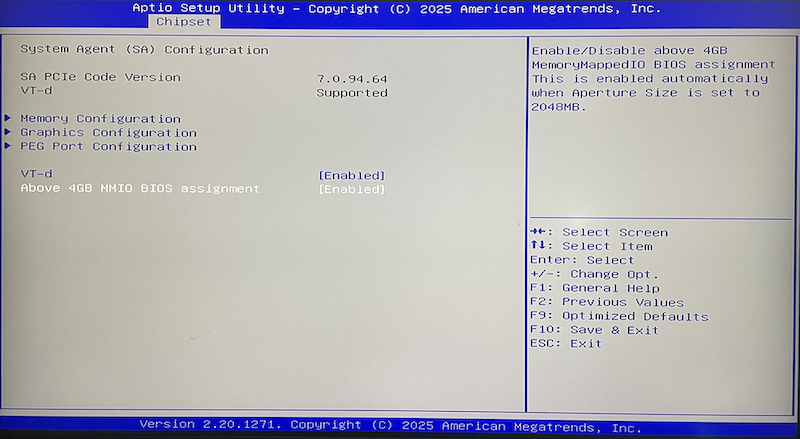 Aptio Setup Utility – Copyright (C) 2025 American Megatrends, Inc.
Chipset
System Agent (SA) Configuration
SA PCIe Code Version 7.0.94.64
VT-d Supported
Memory Configuration
Graphics Configuration
PEG Port Configuration
VT-d [Enabled]
Above 4GB MMIO BIOS assignment [Enabled]
Enable/Disable above 4GB
MemoryMappedIO BIOS assignment
This is enabled automatically
when Aperture Size is set to
2048MB.
→←: Select Screen
↑↓: Select Item
Enter: Select
+/-: Change Opt.
F1: General Help
F2: Previous Values
F9: Optimized Defaults
F10: Save & Exit
ESC: Exit
Version 2.20.1271. Copyright (C) 2025 American Megatrends, Inc.